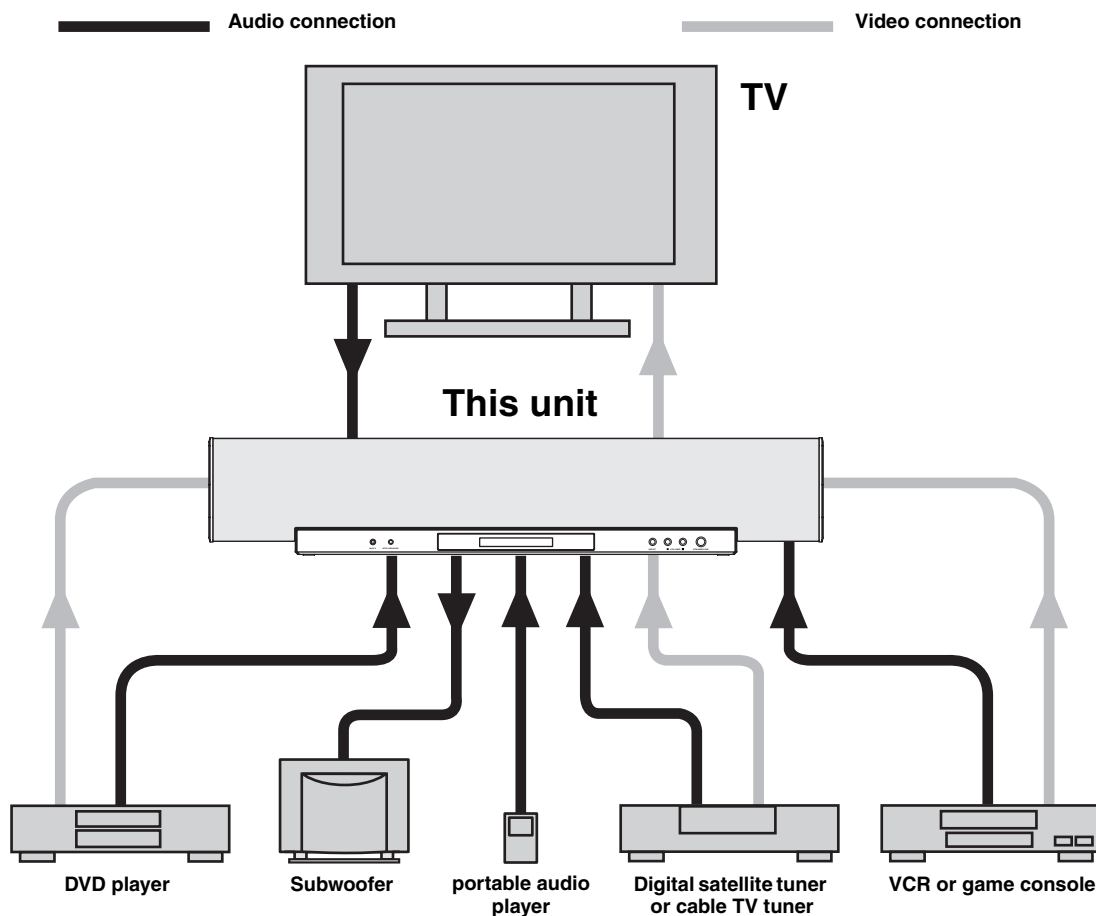 Audio connection
Video connection
TV
This unit
DVD player
Subwoofer
portable audio
player
Digital satellite tuner
or cable TV tuner
VCR or game console